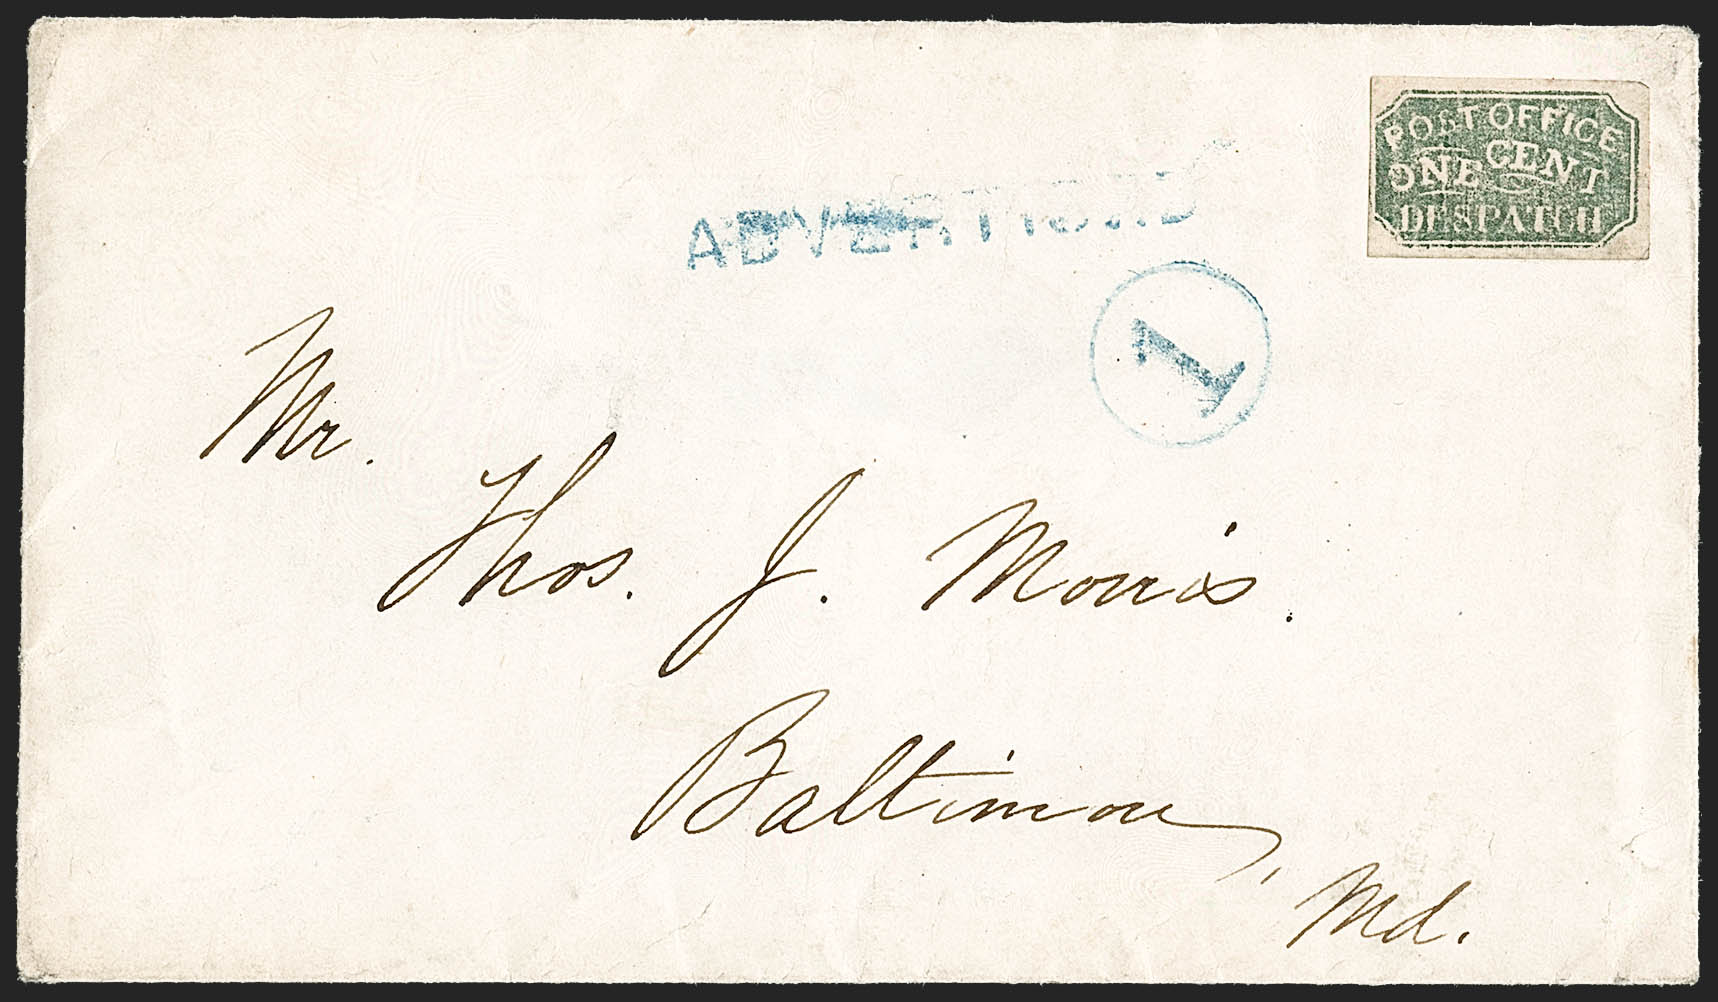 POST OFFICE
ONE CENT
DESPATCH
ADVERTISED
1
Mr.
Thos. J. Morris.
Baltimore,
Md.